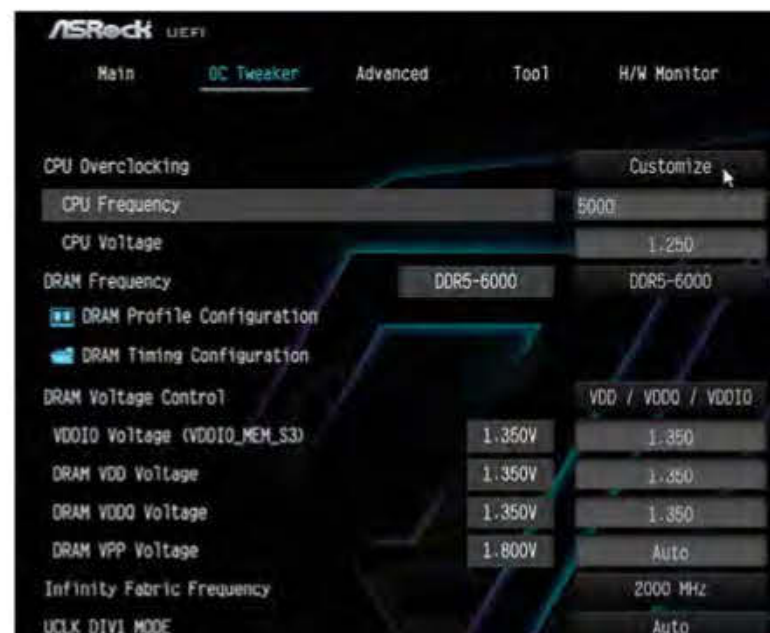 ASRock UEFI
Main OC Tweaker Advanced Tool H/W Monitor
CPU Overclocking Customize
CPU Frequency 5000
CPU Voltage 1.250
DRAM Frequency DDR5-6000 DDR5-6000
DRAM Profile Configuration
DRAM Timing Configuration
DRAM Voltage Control VDD / VDDQ / VDDIO
VDDIO Voltage (VDDIO_MEM_S3) 1.350V 1.350
DRAM VDD Voltage 1.350V 1.350
DRAM VDDQ Voltage 1.350V 1.350
DRAM VPP Voltage 1.800V Auto
Infinity Fabric Frequency 2000 MHz
UCLK DIV1 MODE Auto